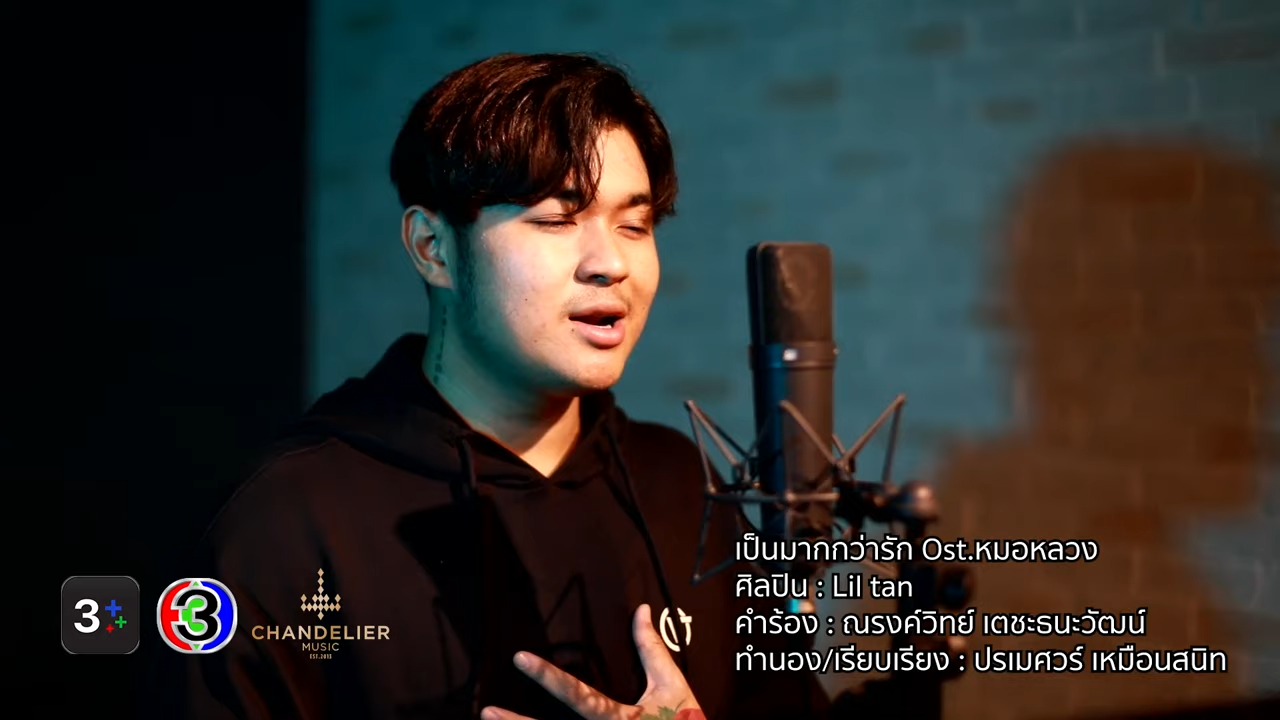 เป็นมากกว่ารัก Ost.หมอหลวง
ศิลปิน : Lil tan
คำร้อง : ณรงค์วิทย์ เตชะธนะวัฒน์
ทำนอง/เรียบเรียง : ปรเมศวร์ เหมือนสนิท
3+
3
CHANDELIER
MUSIC
EST.2013